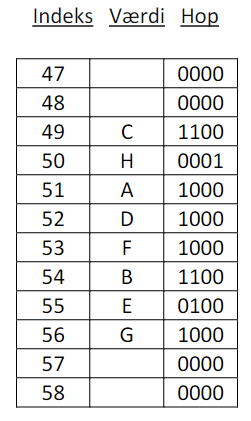 Indeks Værdi Hop
47 0000
48 0000
49 C 1100
50 H 0001
51 A 1000
52 D 1000
53 F 1000
54 B 1100
55 E 0100
56 G 1000
57 0000
58 0000